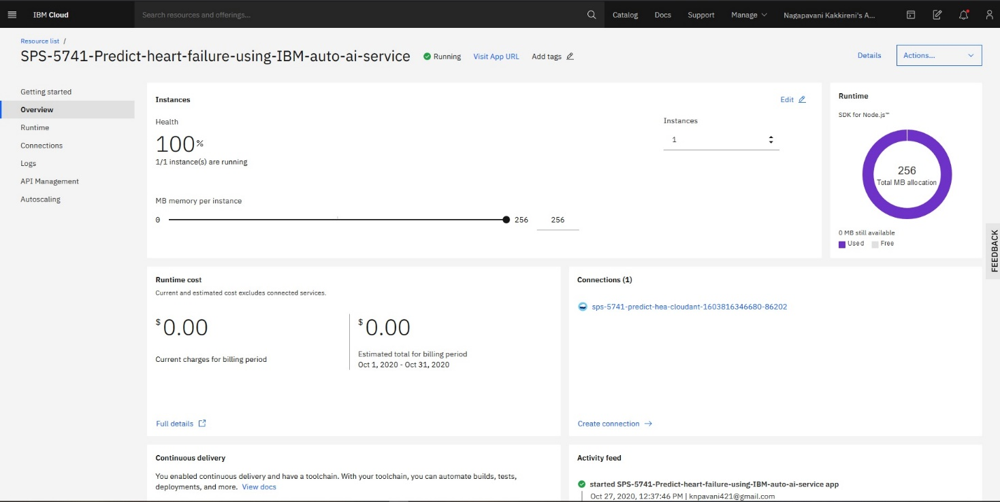 IBM Cloud
Search resources and offerings...
Catalog
Docs
Support
Manage
Nagapavani Kakkireni's A...
Resource list /
SPS-5741-Predict-heart-failure-using-IBM-auto-ai-service
Running
Visit App URL
Add tags
Details
Actions...
Getting started
Overview
Runtime
Connections
Logs
API Management
Autoscaling
Instances
Edit
Health
100%
1/1 instance(s) are running
Instances
1
MB memory per instance
0
256
256
Runtime
SDK for Node.js™
256
Total MB allocation
0 MB still available
Used
Free
FEEDBACK
Runtime cost
Current and estimated cost excludes connected services.
$0.00
Current charges for billing period
$0.00
Estimated total for billing period
Oct 1, 2020 - Oct 31, 2020
Full details
Connections (1)
sps-5741-predict-hea-cloudant-1603816346680-86202
Create connection
Continuous delivery
You enabled continuous delivery and have a toolchain. With your toolchain, you can automate builds, tests,
deployments, and more. View docs
Activity feed
started SPS-5741-Predict-heart-failure-using-IBM-auto-ai-service app
Oct 27, 2020, 12:37:46 PM | knpavani421@gmail.com